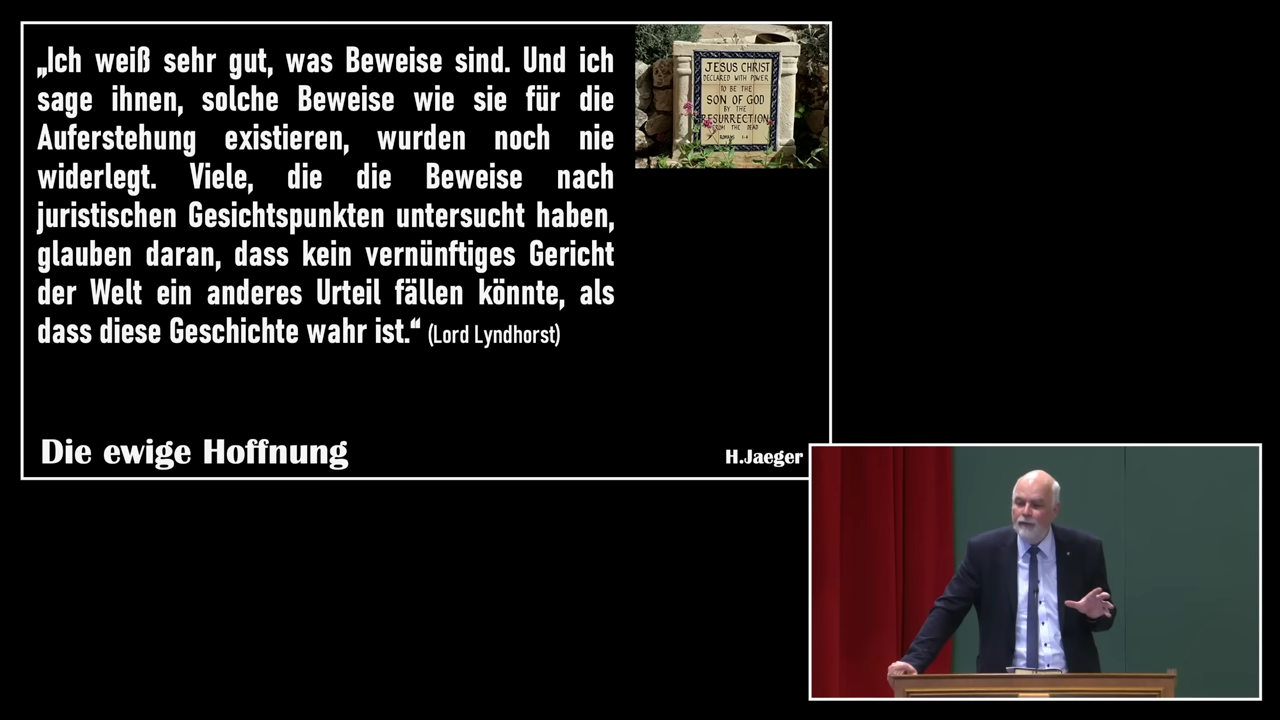 „Ich weiß sehr gut, was Beweise sind. Und ich
sage ihnen, solche Beweise wie sie für die
Auferstehung existieren, wurden noch nie
widerlegt. Viele, die die Beweise nach
juristischen Gesichtspunkten untersucht haben,
glauben daran, dass kein vernünftiges Gericht
der Welt ein anderes Urteil fällen könnte, als
dass diese Geschichte wahr ist.“ (Lord Lyndhorst)
JESUS CHRIST
DECLARED WITH POWER
TO BE THE
SON OF GOD
BY THE
RESURRECTION
FROM THE DEAD
ROMANS 1:4
Die ewige Hoffnung
H.Jaeger